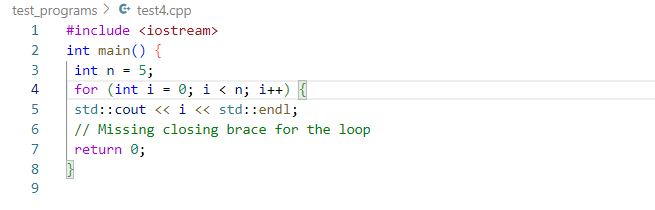 test_programs > C++ test4.cpp
1 #include <iostream>
2 int main() {
3 int n = 5;
4 for (int i = 0; i < n; i++) {
5 std::cout << i << std::endl;
6 // Missing closing brace for the loop
7 return 0;
8 }
9